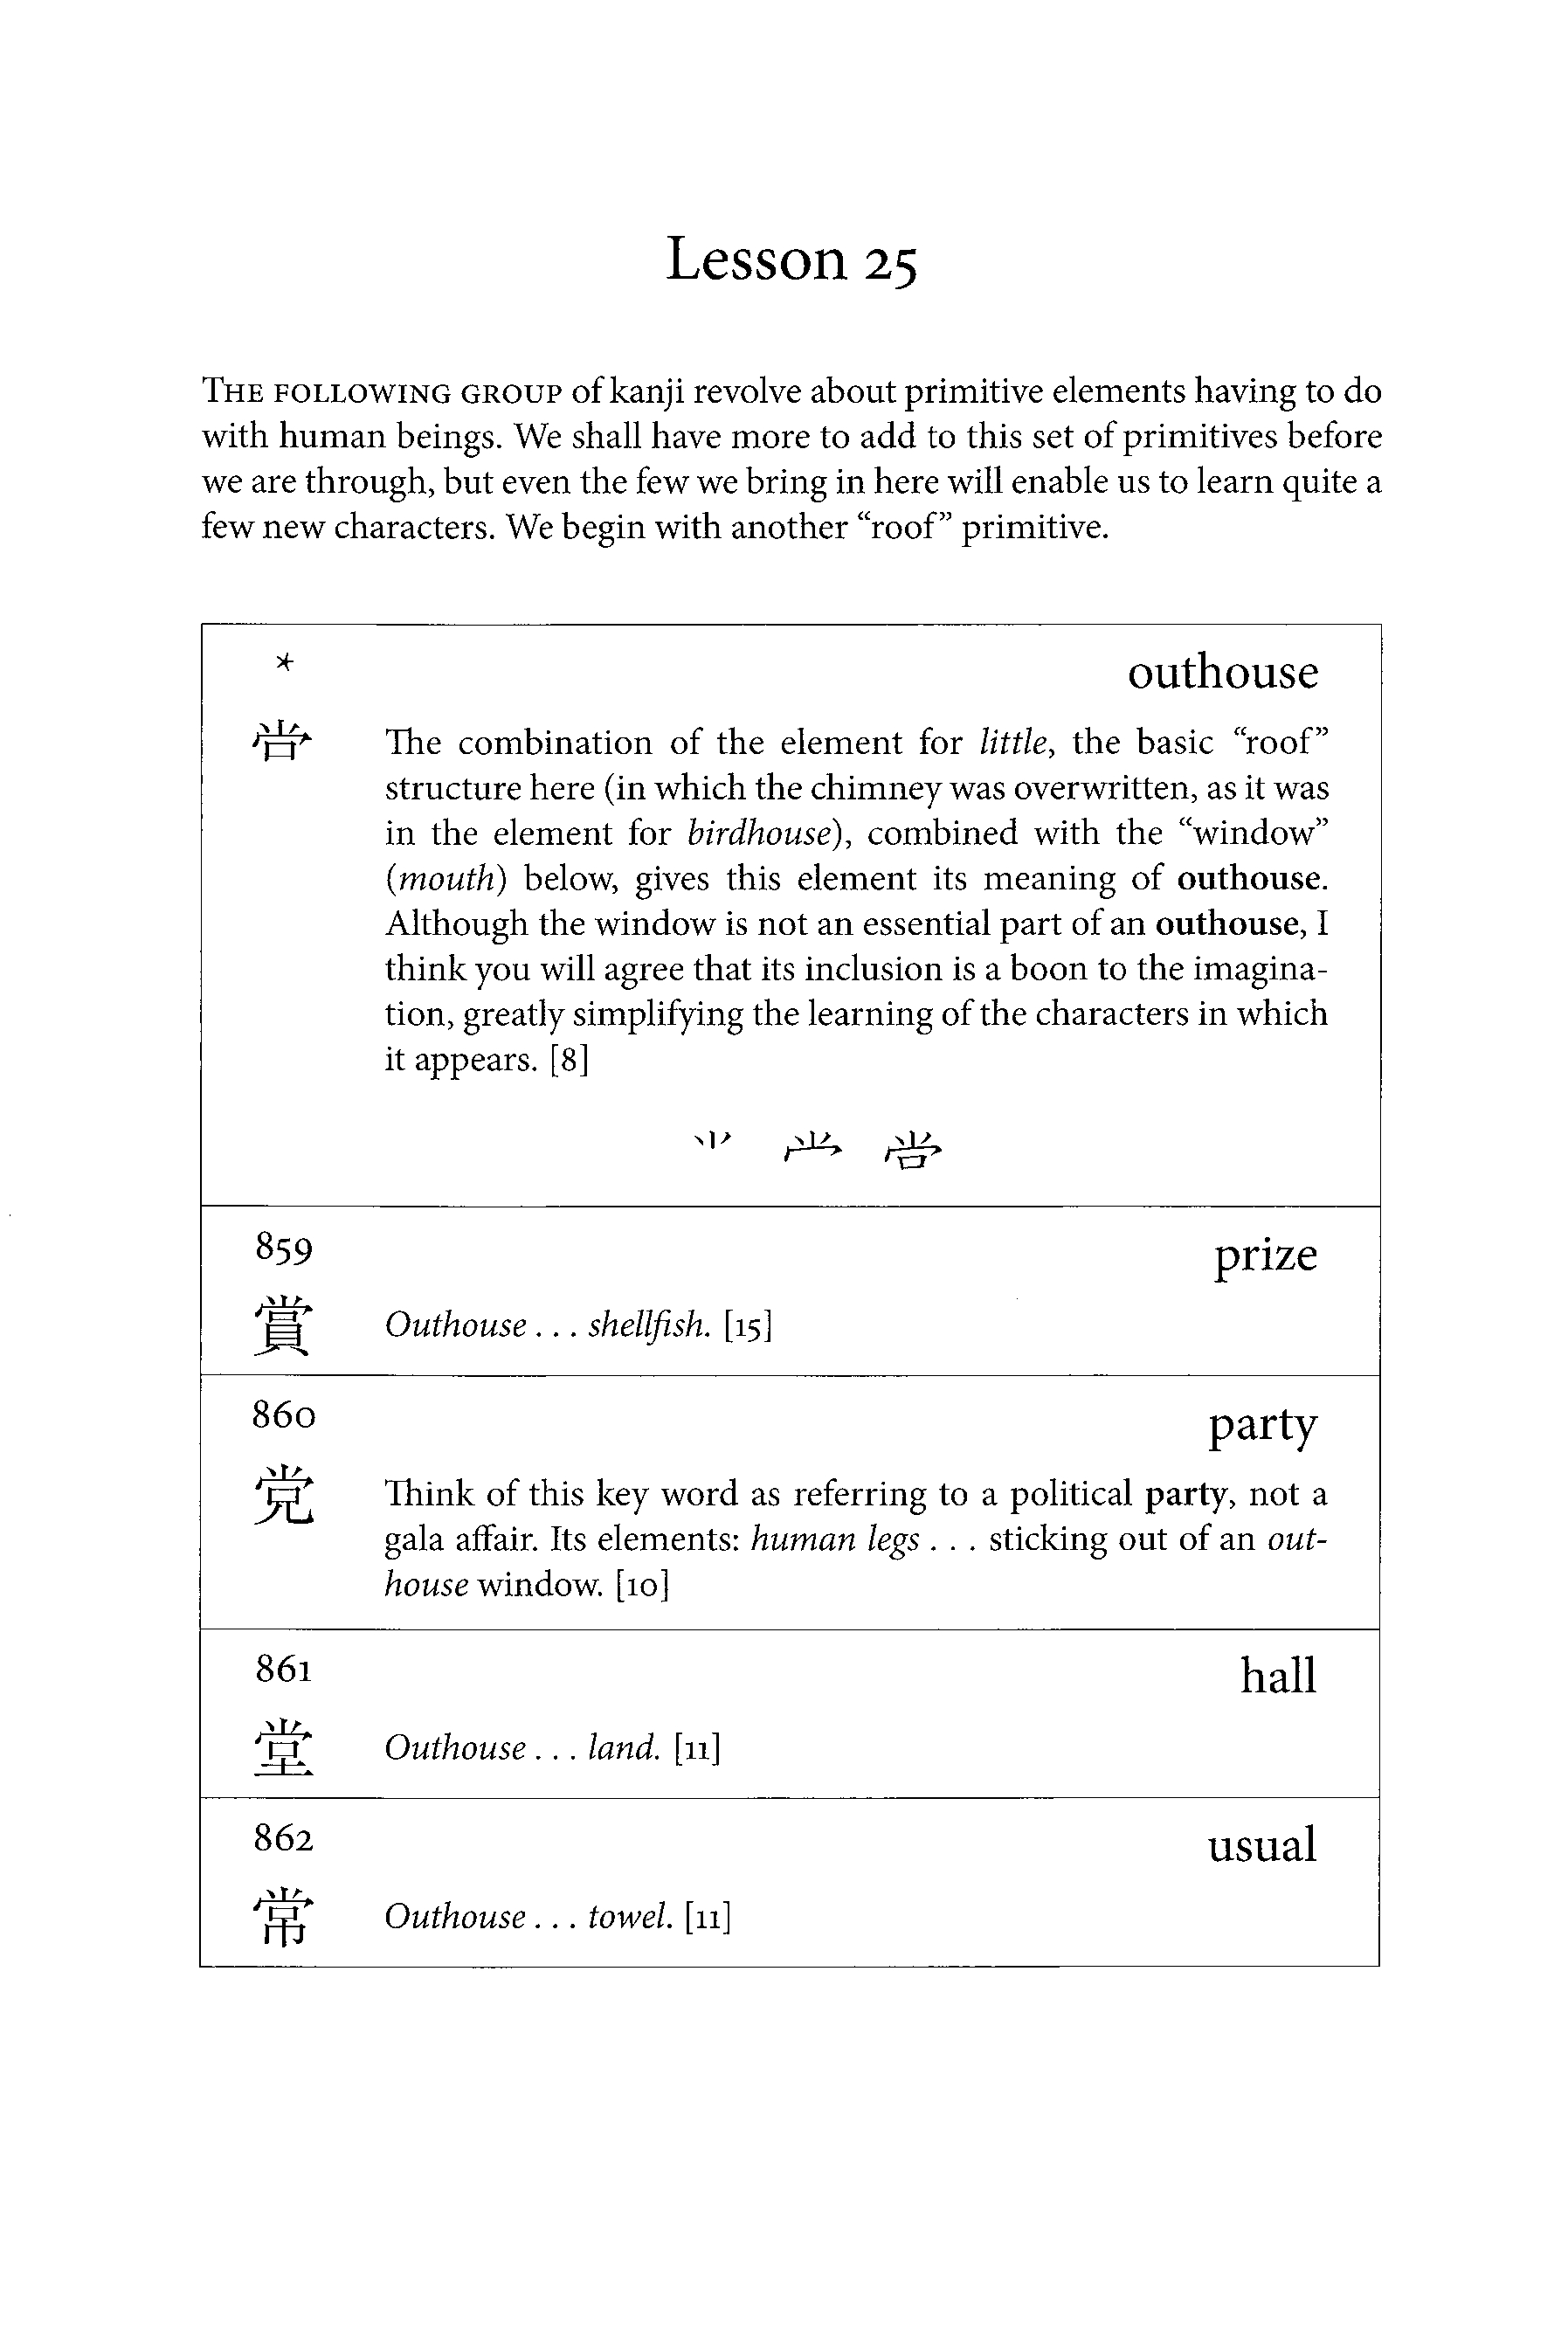 Lesson 25
THE FOLLOWING GROUP of kanji revolve about primitive elements having to do
with human beings. We shall have more to add to this set of primitives before
we are through, but even the few we bring in here will enable us to learn quite a
few new characters. We begin with another “roof” primitive.
* outhouse
龸口 The combination of the element for little, the basic “roof”
structure here (in which the chimney was overwritten, as it was
in the element for birdhouse), combined with the “window”
(mouth) below, gives this element its meaning of outhouse.
Although the window is not an essential part of an outhouse, I
think you will agree that its inclusion is a boon to the imagina-
tion, greatly simplifying the learning of the characters in which
it appears. [8]
859 prize
賞 Outhouse . . . shellfish. [15]
860 party
党 Think of this key word as referring to a political party, not a
gala affair. Its elements: human legs . . . sticking out of an out-
house window. [10]
861 hall
堂 Outhouse . . . land. [11]
862 usual
常 Outhouse . . . towel. [11]